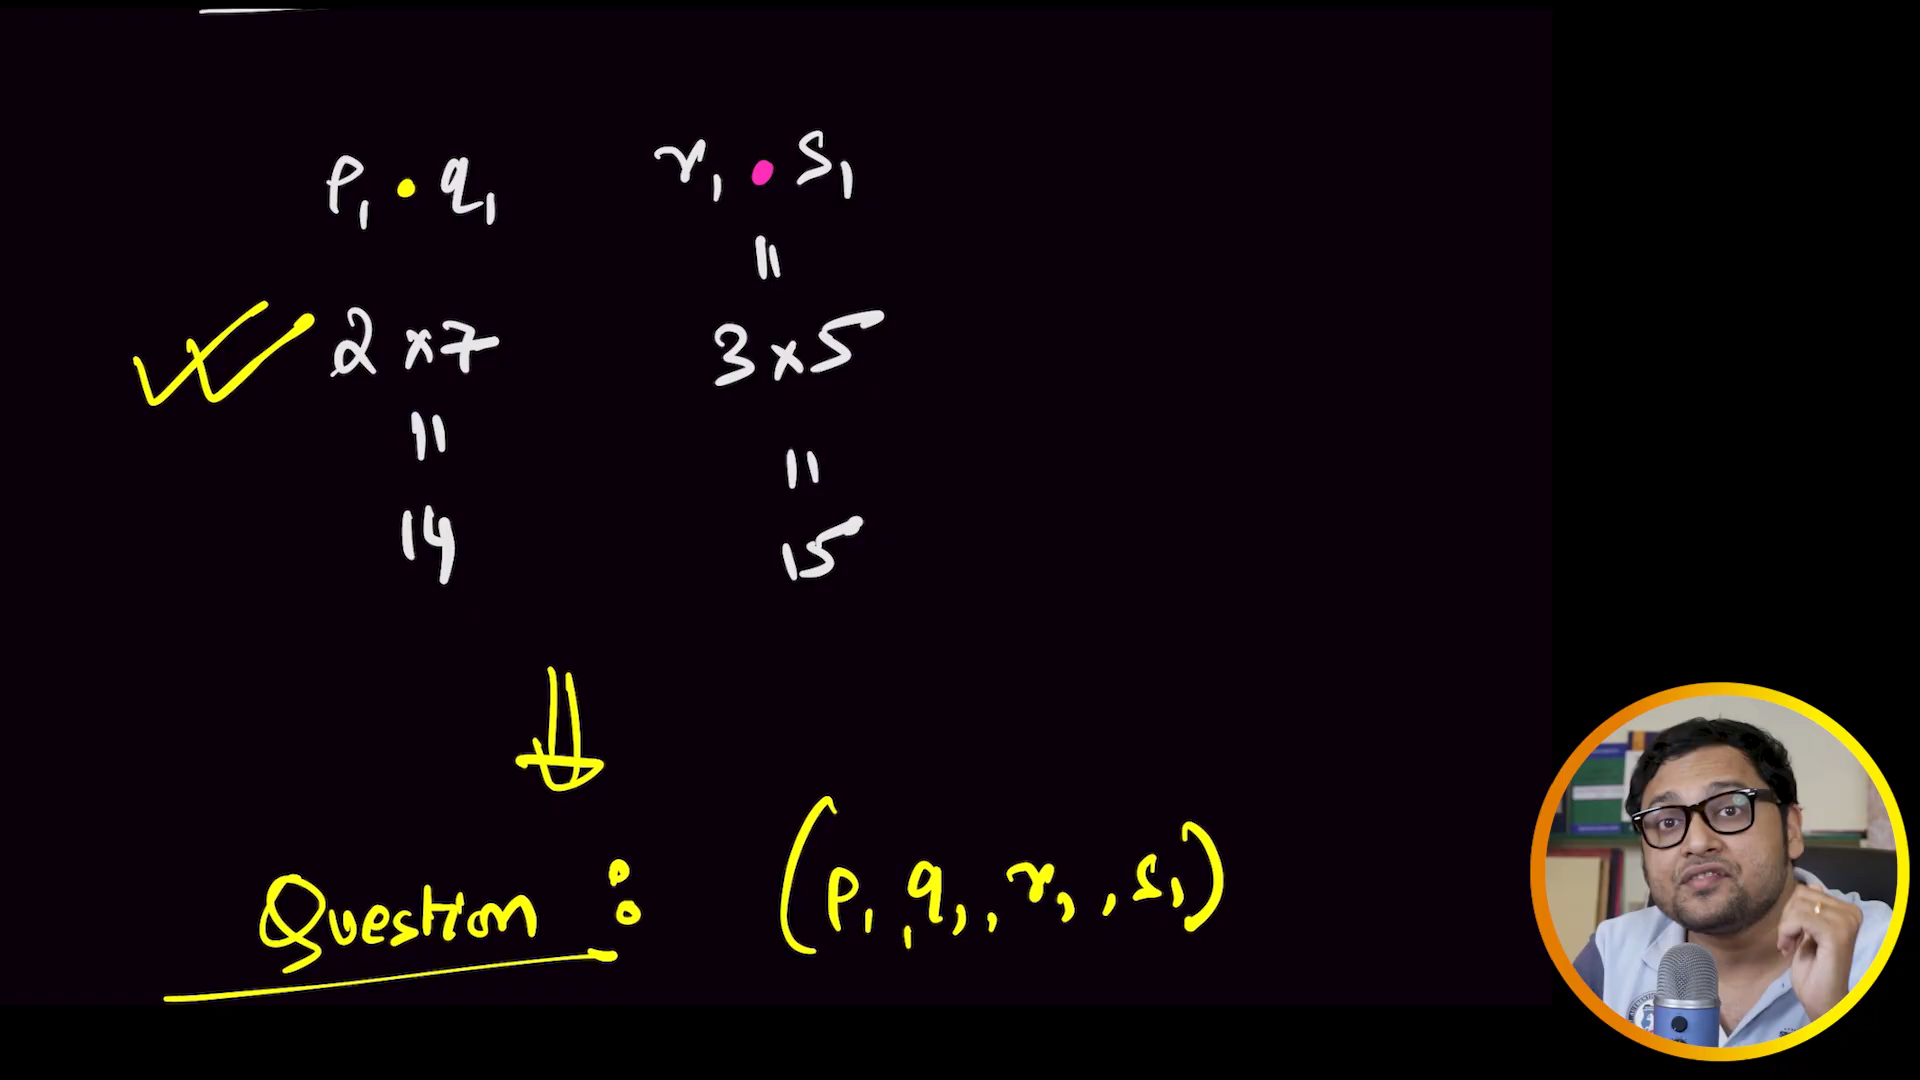 p₁ • q₁ r₁ • s₁
||
2 × 7 3 × 5
|| ||
14 15
Question : (p₁, q₁, r₁, s₁)